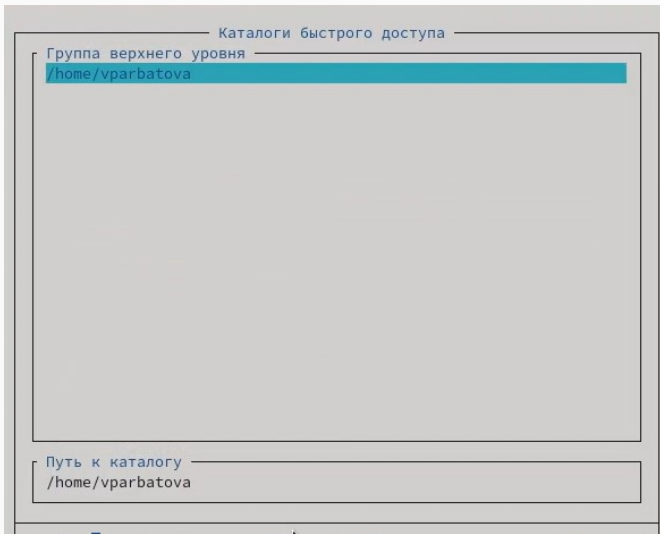 Каталоги быстрого доступа
Группа верхнего уровня
/home/vparbatova
Путь к каталогу
/home/vparbatova